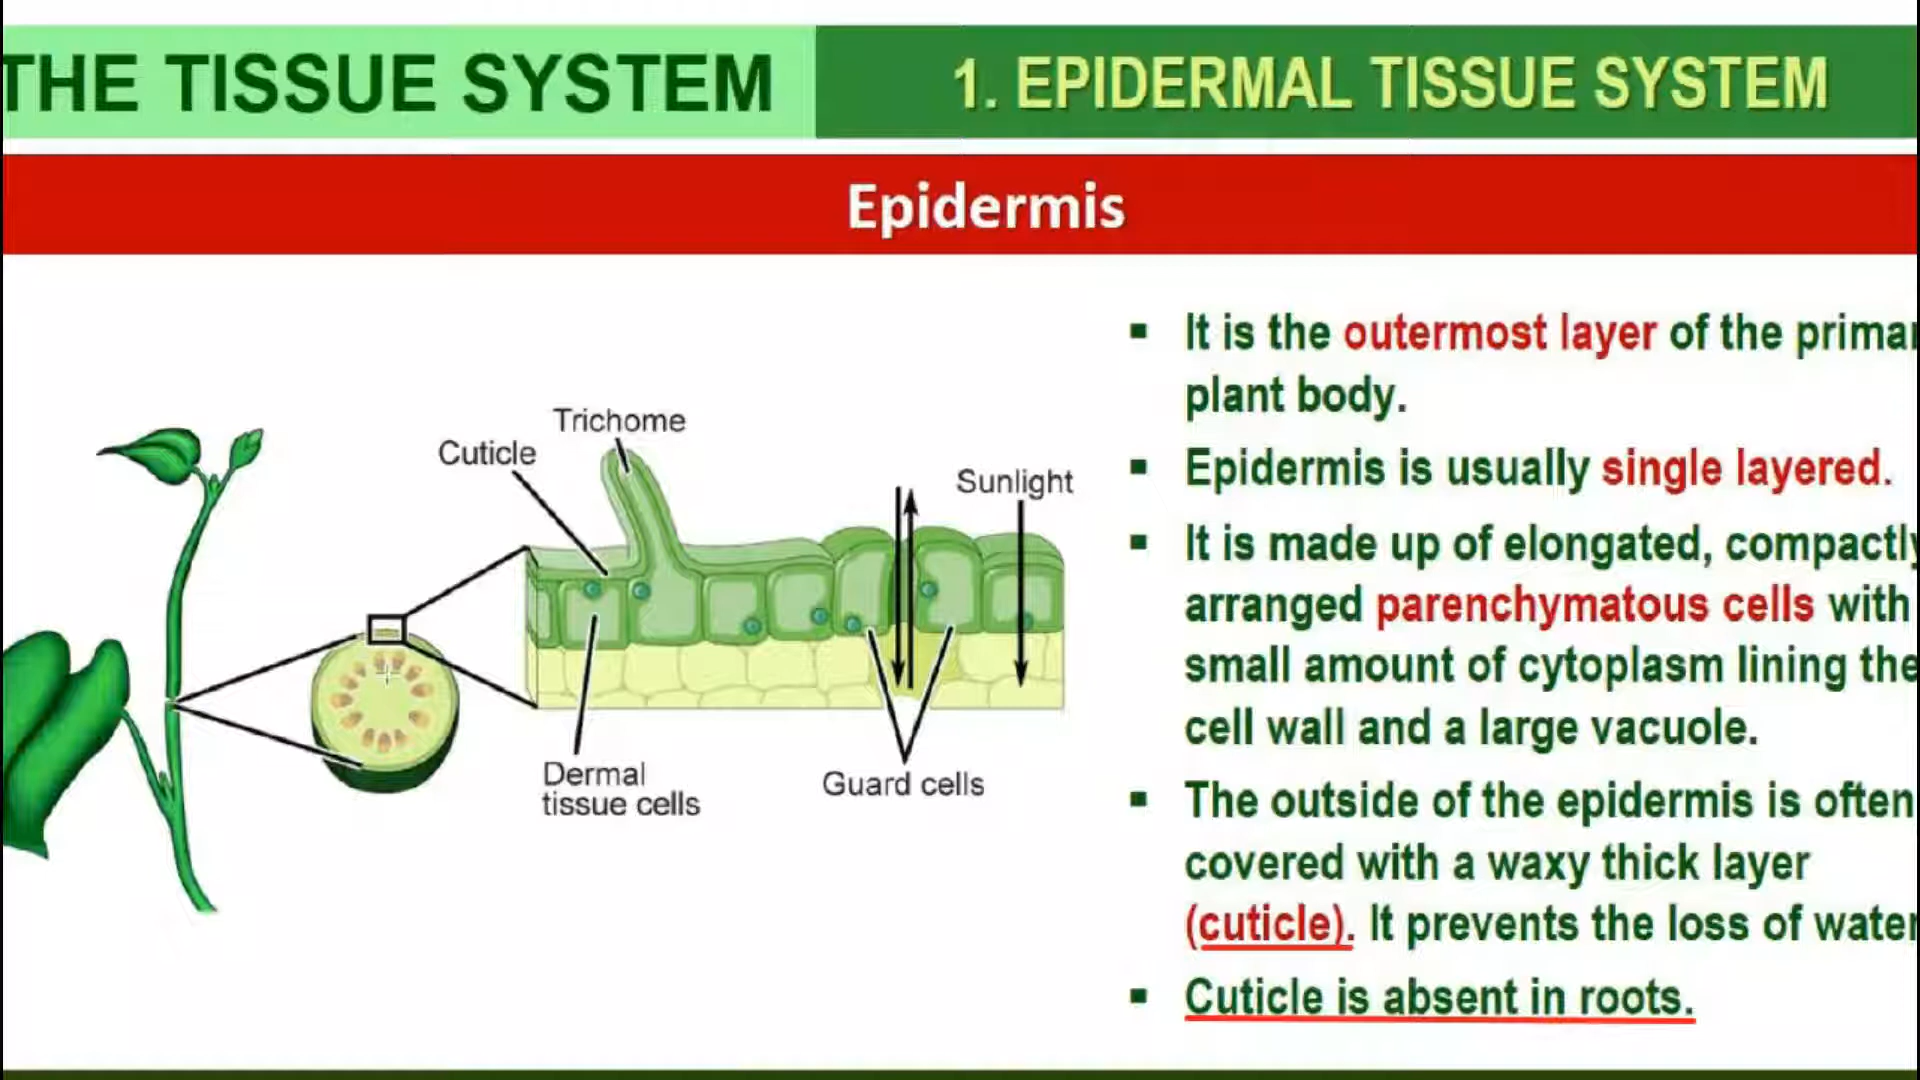 THE TISSUE SYSTEM
1. EPIDERMAL TISSUE SYSTEM
Epidermis
Trichome
Cuticle
Sunlight
Dermal
tissue cells
Guard cells
▪ It is the outermost layer of the primar
plant body.
▪ Epidermis is usually single layered.
▪ It is made up of elongated, compactly
arranged parenchymatous cells with
small amount of cytoplasm lining the
cell wall and a large vacuole.
▪ The outside of the epidermis is often
covered with a waxy thick layer
(cuticle). It prevents the loss of water
▪ Cuticle is absent in roots.